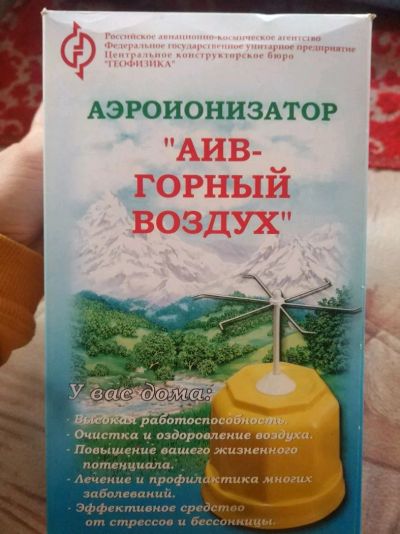 Российское авиационно-космическое агентство
Федеральное государственное унитарное предприятие
Центральное конструкторское бюро
"ГЕОФИЗИКА"
АЭРОИОНИЗАТОР
"АИВ-
ГОРНЫЙ
ВОЗДУХ"
У вас дома:
- Высокая работоспособность.
- Очистка и оздоровление воздуха.
- Повышение вашего жизненного
потенциала.
- Лечение и профилактика многих
заболеваний.
- Эффективное средство
от стрессов и бессонницы.